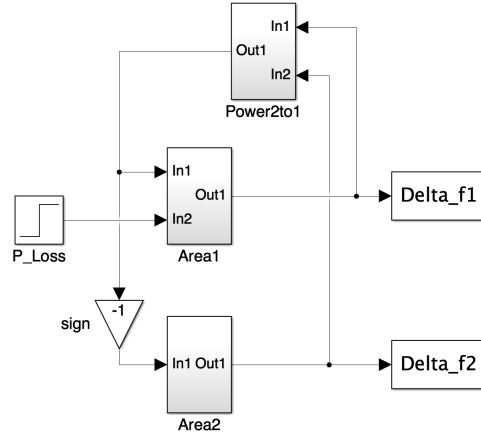 In1
Out1
In2
Power2to1
In1
Out1
In2
Area1
P_Loss
Delta_f1
-1
sign
In1 Out1
Area2
Delta_f2